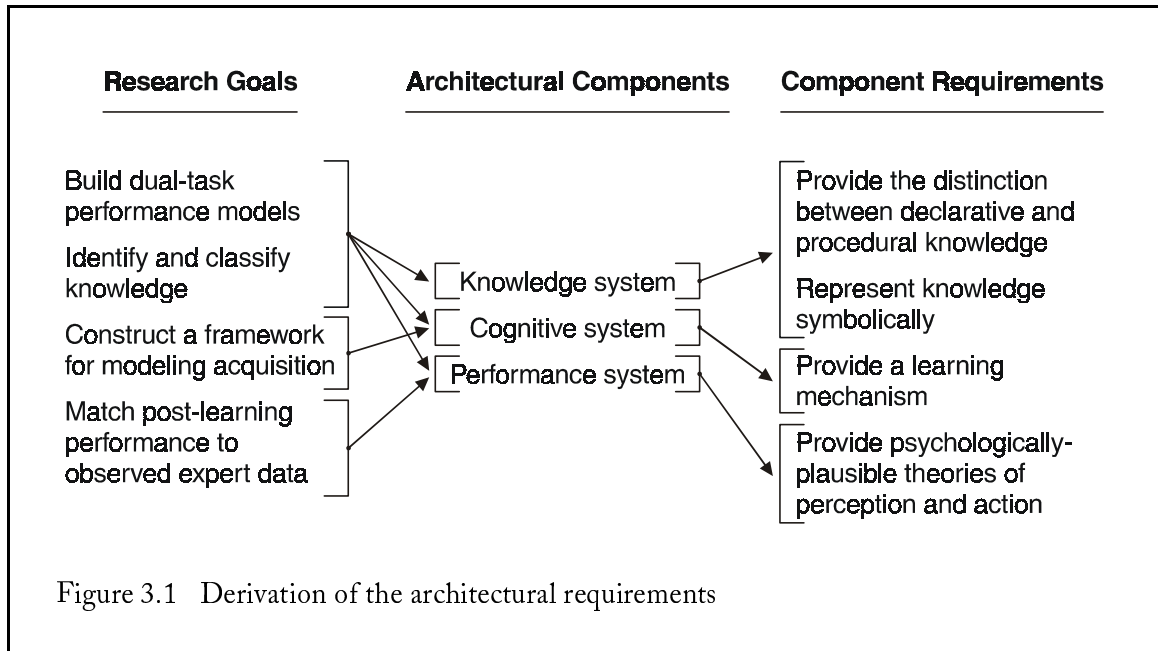 Research Goals
Architectural Components
Component Requirements
Build dual-task
performance models
Identify and classify
knowledge
Construct a framework
for modeling acquisition
Match post-learning
performance to
observed expert data
Knowledge system
Cognitive system
Performance system
Provide the distinction
between declarative and
procedural knowledge
Represent knowledge
symbolically
Provide a learning
mechanism
Provide psychologically-
plausible theories of
perception and action
Figure 3.1 Derivation of the architectural requirements